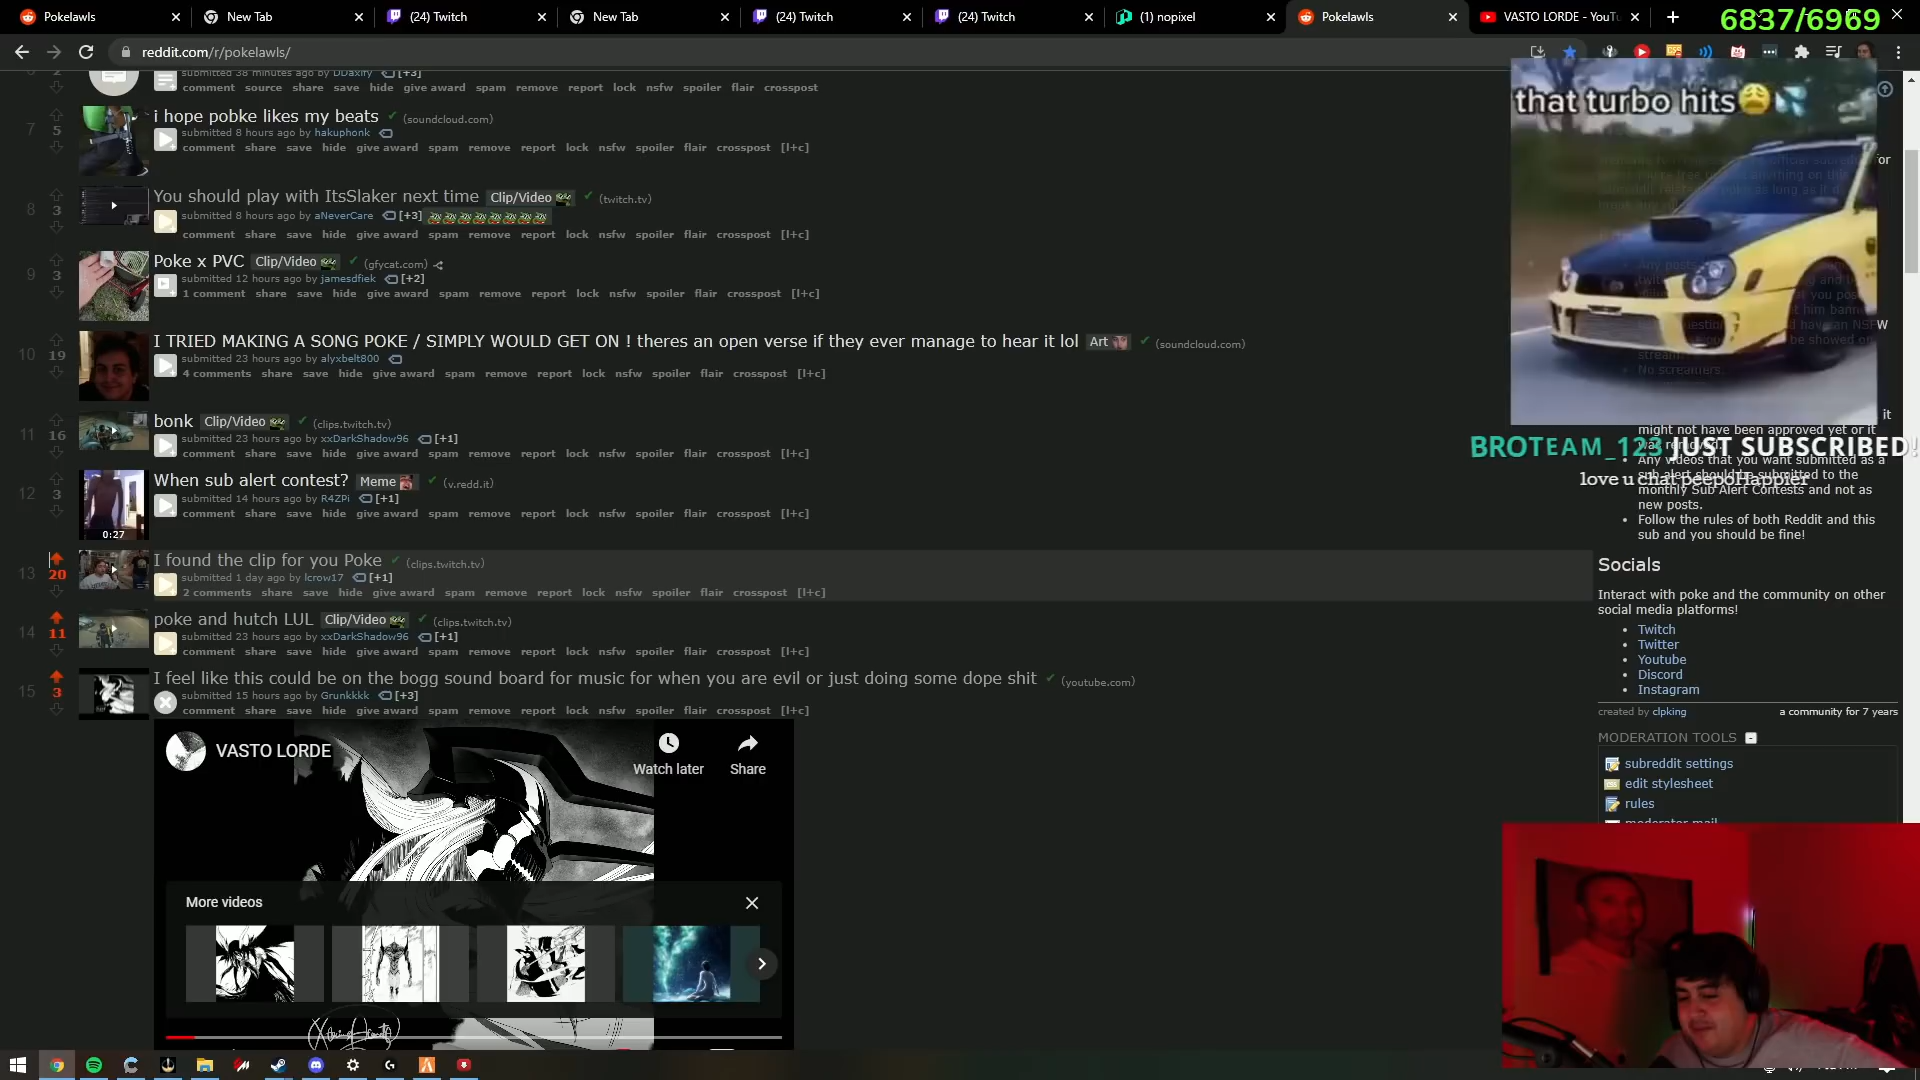 Pokelawls
New Tab
(24) Twitch
New Tab
(24) Twitch
(24) Twitch
(1) nopixel
Pokelawls
VASTO LORDE - YouTu
6837/6969
reddit.com/r/pokelawls/
2 submitted 38 minutes ago by DDaxify [+3]
comment source share save hide give award spam remove report lock nsfw spoiler flair crosspost
that turbo hits😩💦
i hope pobke likes my beats ✓ (soundcloud.com)
7 5 submitted 8 hours ago by hakuphonk
comment share save hide give award spam remove report lock nsfw spoiler flair crosspost [l+c]
You should play with ItsSlaker next time Clip/Video ✓ (twitch.tv)
8 3 submitted 8 hours ago by aNeverCare [+3]
comment share save hide give award spam remove report lock nsfw spoiler flair crosspost [l+c]
Poke x PVC Clip/Video ✓ (gfycat.com)
9 3 submitted 12 hours ago by jamesdfiek [+2]
1 comment share save hide give award spam remove report lock nsfw spoiler flair crosspost [l+c]
I TRIED MAKING A SONG POKE / SIMPLY WOULD GET ON ! theres an open verse if they ever manage to hear it lol Art ✓ (soundcloud.com)
10 19 submitted 23 hours ago by alyxbelt800
4 comments share save hide give award spam remove report lock nsfw spoiler flair crosspost [l+c]
bonk Clip/Video ✓ (clips.twitch.tv)
11 16 submitted 23 hours ago by xxDarkShadow96 [+1]
comment share save hide give award spam remove report lock nsfw spoiler flair crosspost [l+c]
When sub alert contest? Meme ✓ (v.redd.it)
12 3 submitted 14 hours ago by R4ZPi [+1]
comment share save hide give award spam remove report lock nsfw spoiler flair crosspost [l+c]
0:27
I found the clip for you Poke ✓ (clips.twitch.tv)
13 20 submitted 1 day ago by lcrow17 [+1]
2 comments share save hide give award spam remove report lock nsfw spoiler flair crosspost [l+c]
poke and hutch LUL Clip/Video ✓ (clips.twitch.tv)
14 11 submitted 23 hours ago by xxDarkShadow96 [+1]
comment share save hide give award spam remove report lock nsfw spoiler flair crosspost [l+c]
I feel like this could be on the bogg sound board for music for when you are evil or just doing some dope shit ✓ (youtube.com)
15 3 submitted 15 hours ago by Grunkkkk [+3]
comment share save hide give award spam remove report lock nsfw spoiler flair crosspost [l+c]
VASTO LORDE
Watch later
Share
More videos
No screamers.
it
might not have been approved yet or it
BROTEAM_123 JUST SUBSCRIBED!
love u chat peepoHappier
Any videos that you want submitted as a
sub alert should be submitted to the
monthly Sub Alert Contests and not as
new posts.
Follow the rules of both Reddit and this
sub and you should be fine!
Socials
Interact with poke and the community on other
social media platforms!
Twitch
Twitter
Youtube
Discord
Instagram
created by clpking a community for 7 years
MODERATION TOOLS
subreddit settings
edit stylesheet
rules
moderator mail